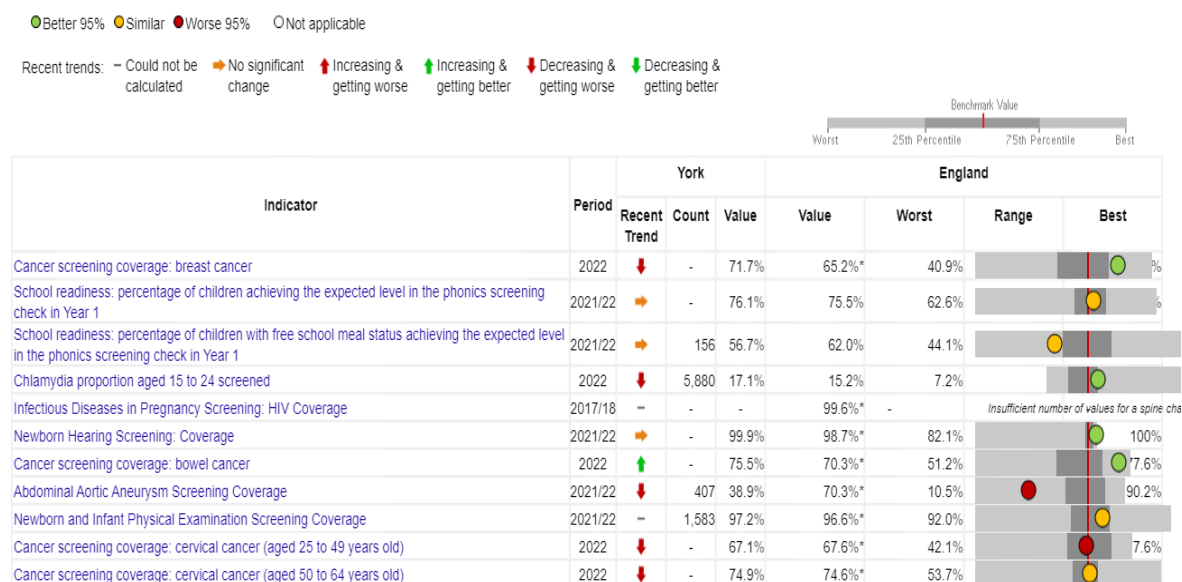 Better 95% Similar Worse 95% Not applicable
Recent trends: – Could not be calculated No significant change Increasing & getting worse Increasing & getting better Decreasing & getting worse Decreasing & getting better
Benchmark Value
Worst 25th Percentile 75th Percentile Best
York England
Indicator Period Recent Trend Count Value Value Worst Range Best
Cancer screening coverage: breast cancer 2022 - 71.7% 65.2%* 40.9% %
School readiness: percentage of children achieving the expected level in the phonics screening
check in Year 1 2021/22 - 76.1% 75.5% 62.6%
School readiness: percentage of children with free school meal status achieving the expected level
in the phonics screening check in Year 1 2021/22 156 56.7% 62.0% 44.1%
Chlamydia proportion aged 15 to 24 screened 2022 5,880 17.1% 15.2% 7.2%
Infectious Diseases in Pregnancy Screening: HIV Coverage 2017/18 – - - 99.6%* - Insufficient number of values for a spine cha
Newborn Hearing Screening: Coverage 2021/22 - 99.9% 98.7%* 82.1% 100%
Cancer screening coverage: bowel cancer 2022 - 75.5% 70.3%* 51.2% 77.6%
Abdominal Aortic Aneurysm Screening Coverage 2021/22 407 38.9% 70.3%* 10.5% 90.2%
Newborn and Infant Physical Examination Screening Coverage 2021/22 – 1,583 97.2% 96.6%* 92.0%
Cancer screening coverage: cervical cancer (aged 25 to 49 years old) 2022 - 67.1% 67.6%* 42.1% 7.6%
Cancer screening coverage: cervical cancer (aged 50 to 64 years old) 2022 - 74.9% 74.6%* 53.7%